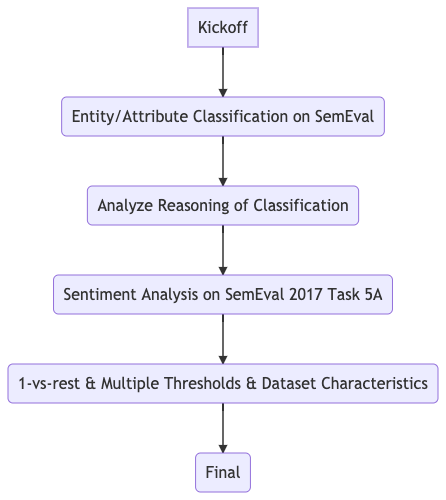 Kickoff
Entity/Attribute Classification on SemEval
Analyze Reasoning of Classification
Sentiment Analysis on SemEval 2017 Task 5A
1-vs-rest & Multiple Thresholds & Dataset Characteristics
Final